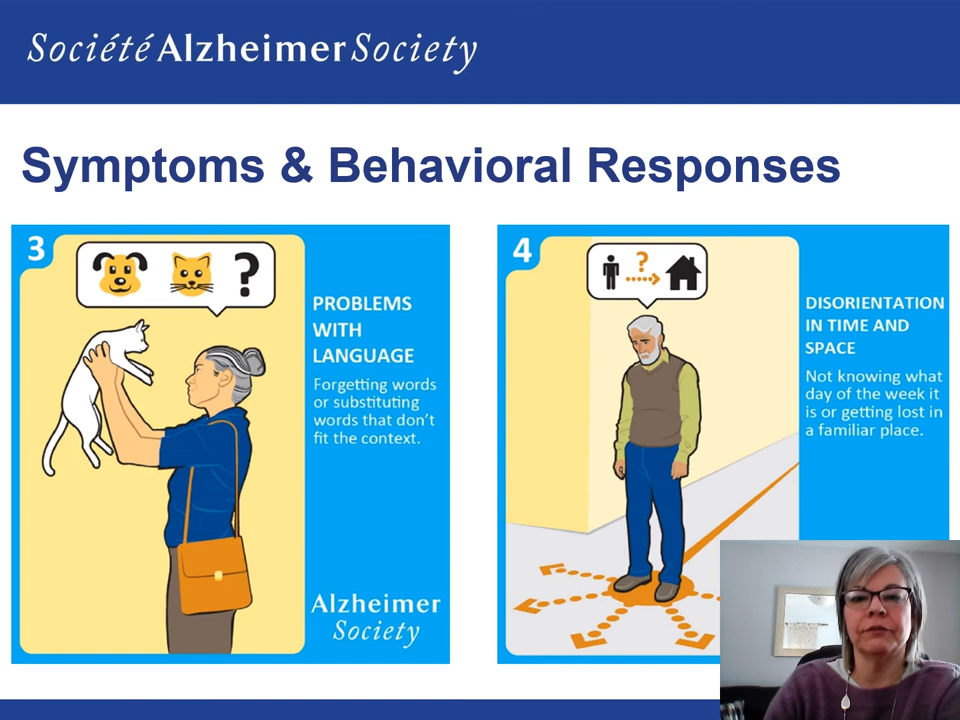 Société Alzheimer Society
Symptoms & Behavioral Responses
3
?
PROBLEMS
WITH
LANGUAGE
Forgetting words
or substituting
words that don't
fit the context.
Alzheimer
Society
4
?
DISORIENTATION
IN TIME AND
SPACE
Not knowing what
day of the week it
is or getting lost in
a familiar place.